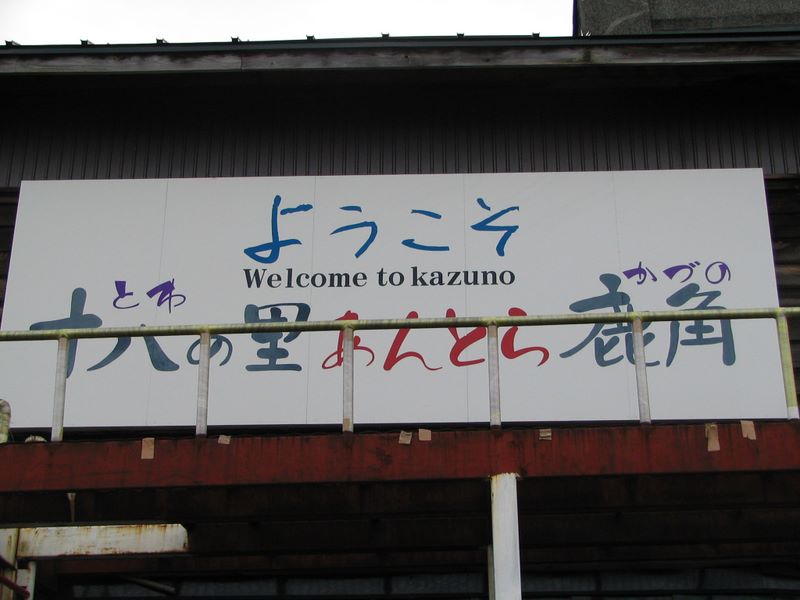 ようこそ
Welcome to kazuno
とわ かづの
十八の里 あんとら 鹿角